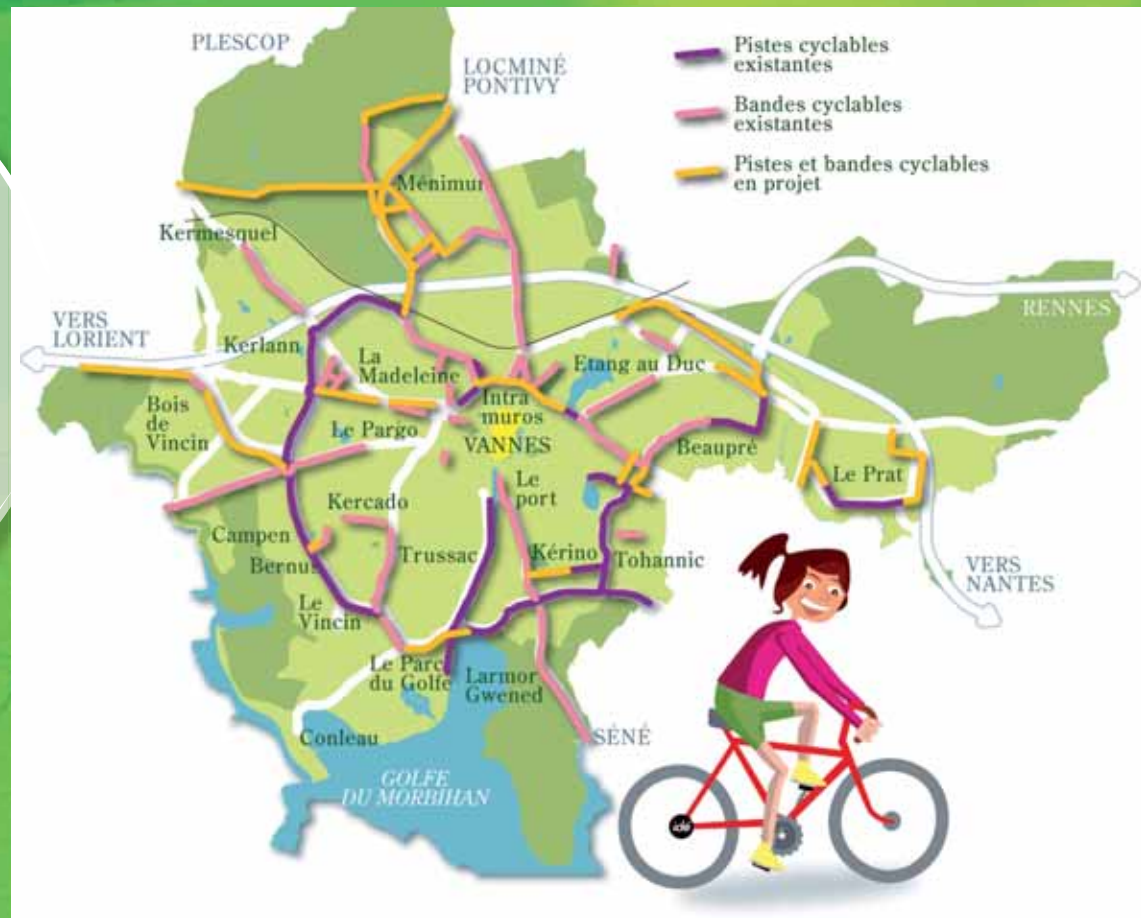 PLESCOP
LOCMINÉ
PONTIVY
Pistes cyclables
existantes
Bandes cyclables
existantes
Pistes et bandes cyclables
en projet
Ménimur
Kermesquel
RENNES
VERS
LORIENT
Kerlann
La
Madeleine
Etang au Duc
Bois
de
Vincin
Intra
muros
Le Pargo
VANNES
Beaupré
Le
port
Le Prat
Kercado
Campen
Bernus
Trussac
Kérino
Tohannic
VERS
NANTES
Le
Vincin
Le Parc
du Golfe
Larmor
Gwened
Conleau
SÉNÉ
GOLFE
DU MORBIHAN
idé